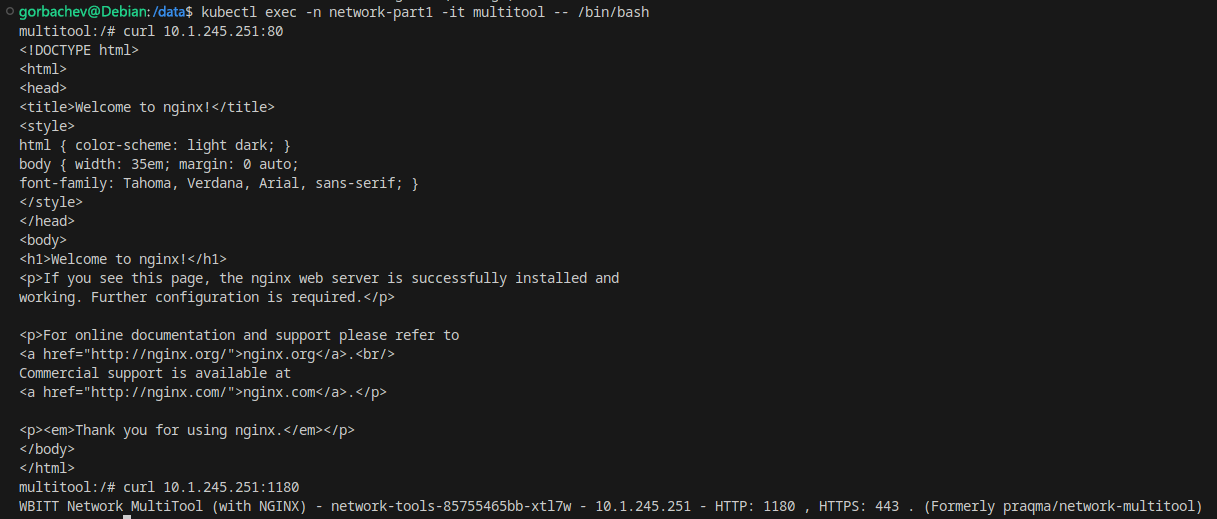 gorbachev@Debian:/data$ kubectl exec -n network-part1 -it multitool -- /bin/bash
multitool:/# curl 10.1.245.251:80
<!DOCTYPE html>
<html>
<head>
<title>Welcome to nginx!</title>
<style>
html { color-scheme: light dark; }
body { width: 35em; margin: 0 auto;
font-family: Tahoma, Verdana, Arial, sans-serif; }
</style>
</head>
<body>
<h1>Welcome to nginx!</h1>
<p>If you see this page, the nginx web server is successfully installed and
working. Further configuration is required.</p>

<p>For online documentation and support please refer to
<a href="http://nginx.org/">nginx.org</a>.<br/>
Commercial support is available at
<a href="http://nginx.com/">nginx.com</a>.</p>

<p><em>Thank you for using nginx.</em></p>
</body>
</html>
multitool:/# curl 10.1.245.251:1180
WBITT Network MultiTool (with NGINX) - network-tools-85755465bb-xtl7w - 10.1.245.251 - HTTP: 1180 , HTTPS: 443 . (Formerly praqma/network-multitool)